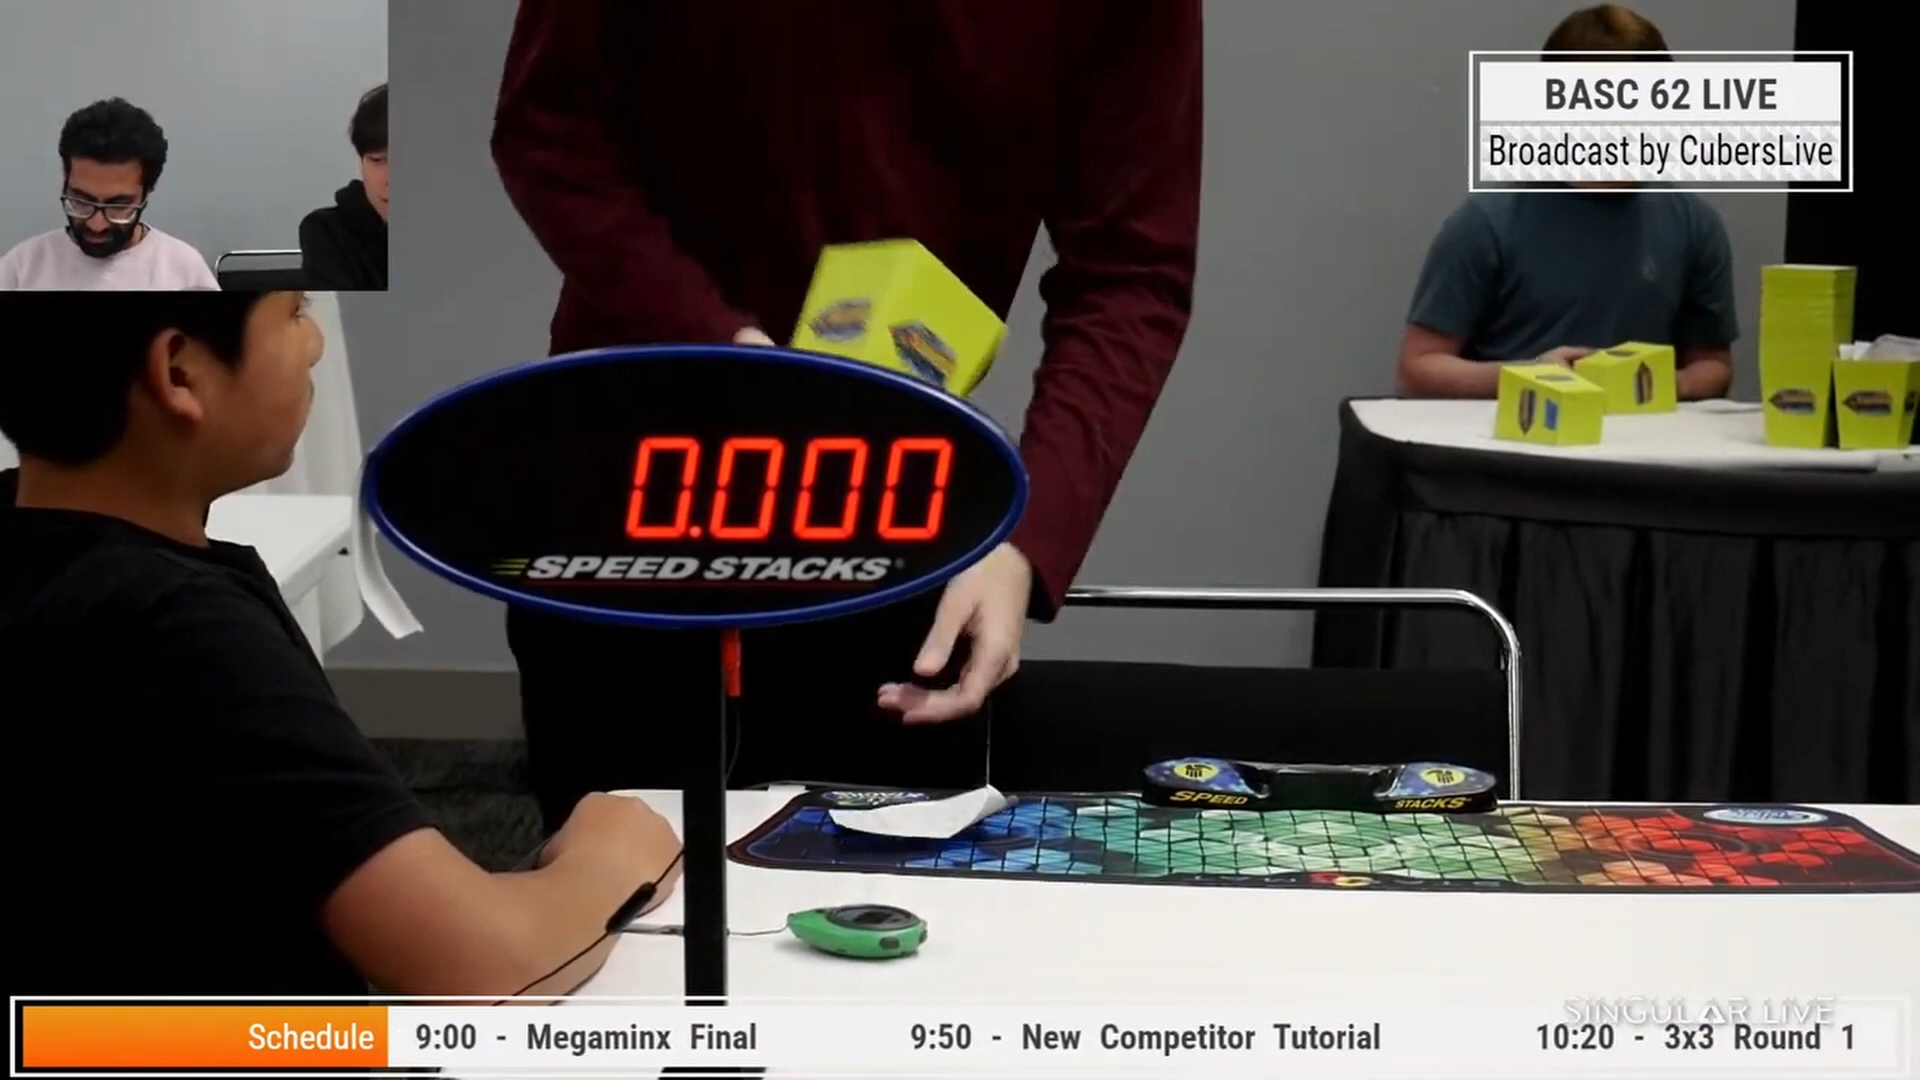 BASC 62 LIVE
Broadcast by CubersLive
0.000
SPEED STACKS
SPEED STACKS
SINGULAR.LIVE
Schedule
9:00 - Megaminx Final
9:50 - New Competitor Tutorial
10:20 - 3x3 Round 1